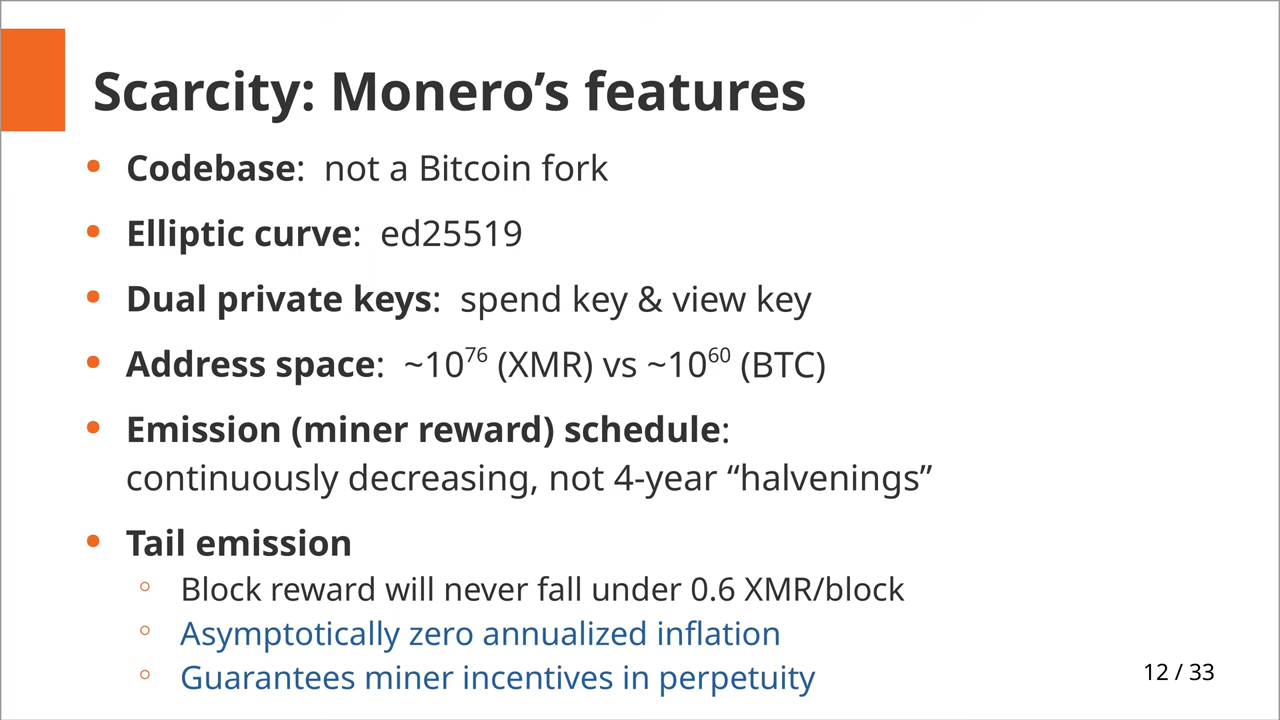 Scarcity: Monero’s features
• Codebase: not a Bitcoin fork
• Elliptic curve: ed25519
• Dual private keys: spend key & view key
• Address space: ~10⁷⁶ (XMR) vs ~10⁶⁰ (BTC)
• Emission (miner reward) schedule:
continuously decreasing, not 4-year “halvenings”
• Tail emission
○ Block reward will never fall under 0.6 XMR/block
○ Asymptotically zero annualized inflation
○ Guarantees miner incentives in perpetuity
12 / 33